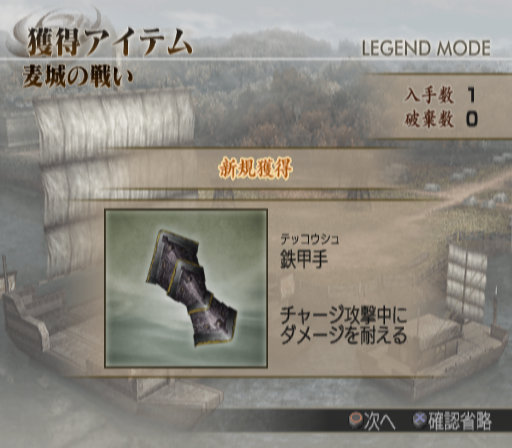 獲得アイテム
LEGEND MODE
麦城の戦い
入手数 1
破棄数 0
新規獲得
テッコウシュ
鉄甲手
チャージ攻撃中に
ダメージを耐える
次へ 確認省略